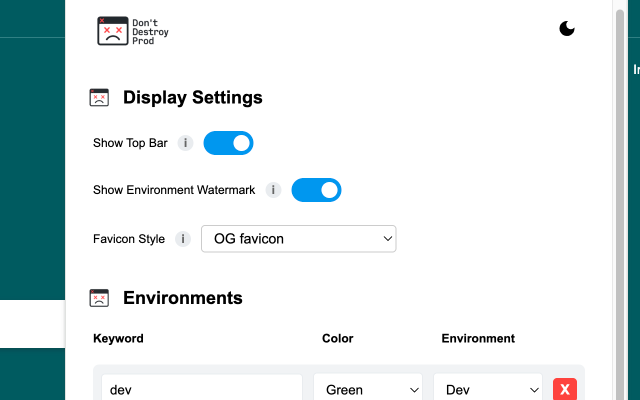 Don't
Destroy
Prod
Display Settings
Show Top Bar i
Show Environment Watermark i
Favicon Style i OG favicon
Environments
Keyword Color Environment
dev Green Dev X